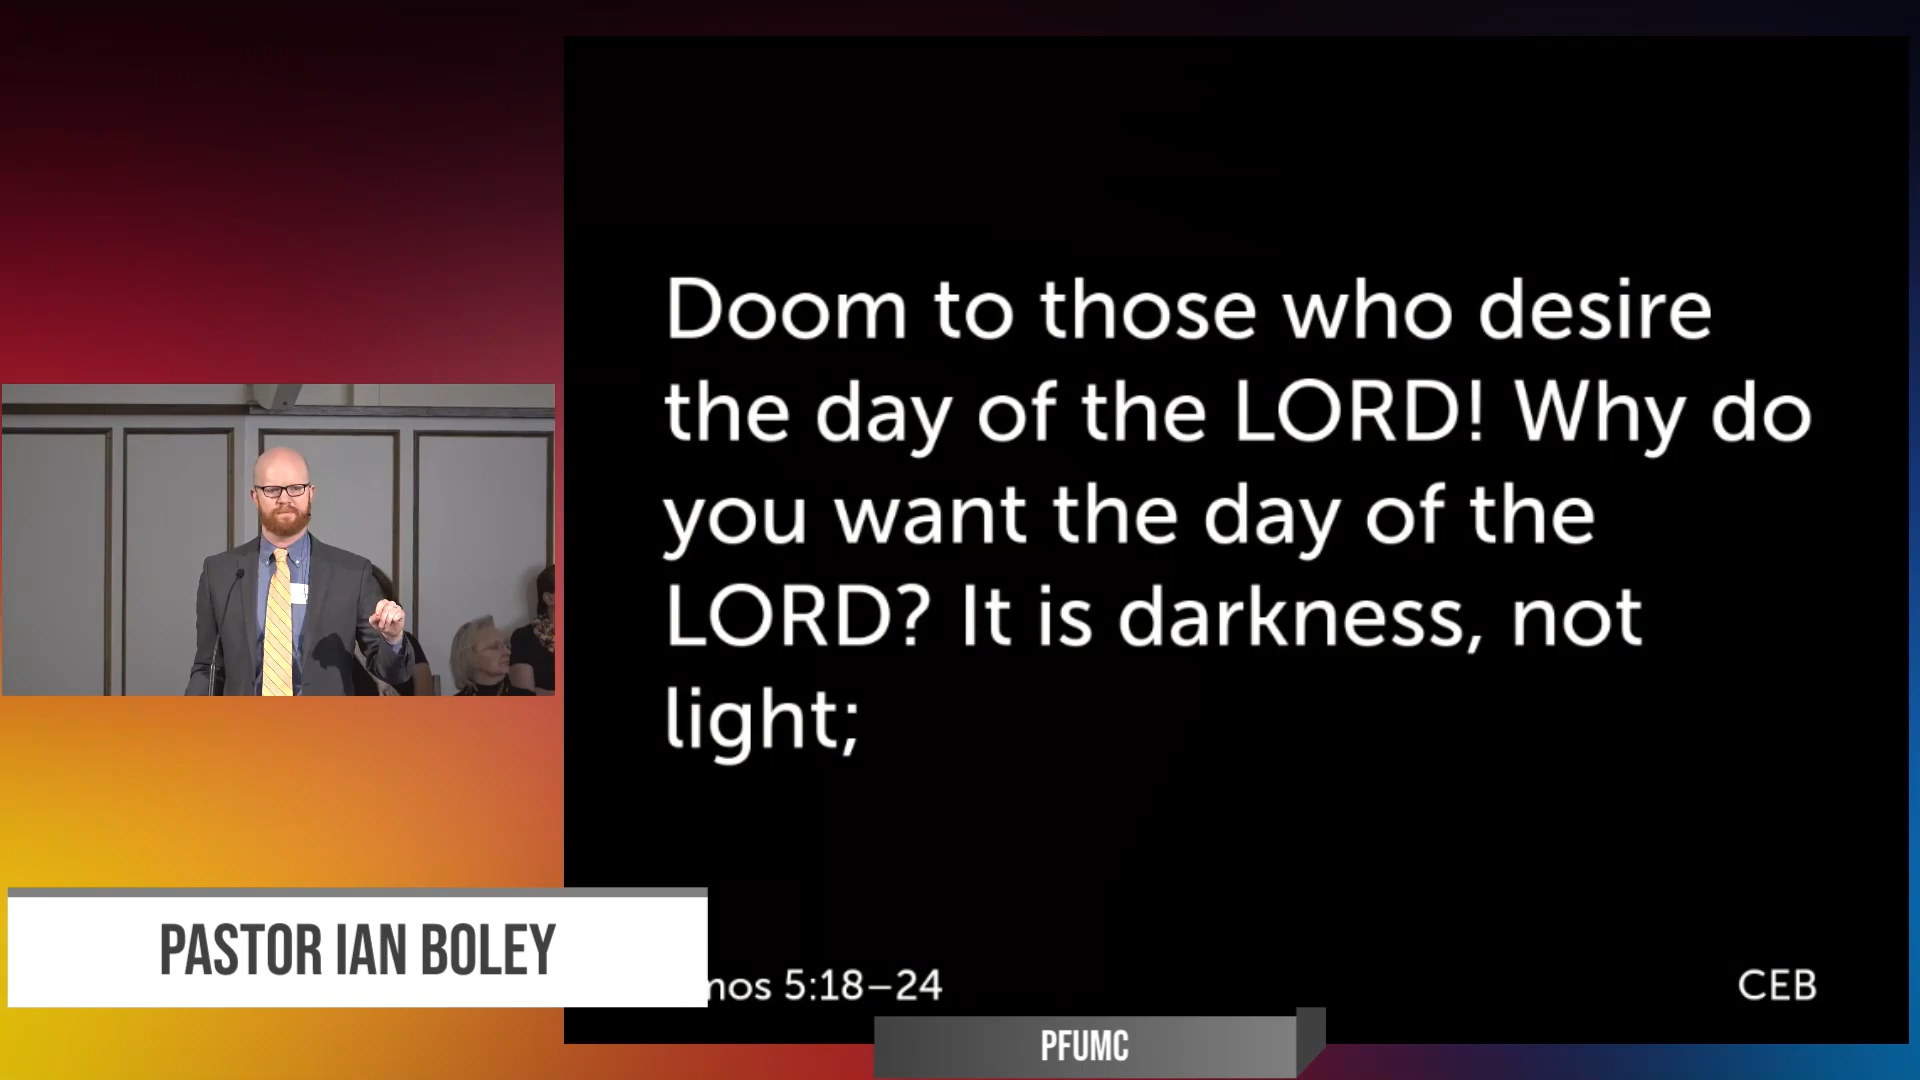 Doom to those who desire
the day of the LORD! Why do
you want the day of the
LORD? It is darkness, not
light;
PASTOR IAN BOLEY
5:18–24
CEB
PFUMC